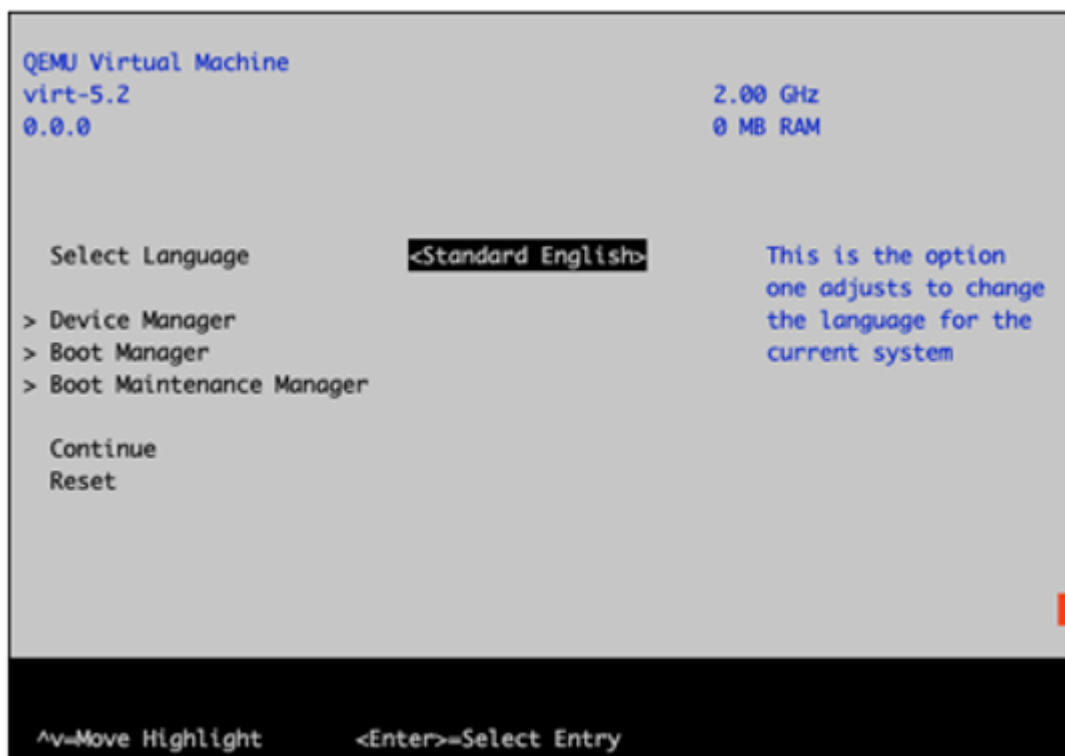 QEMU Virtual Machine
virt-5.2 2.00 GHz
0.0.0 0 MB RAM
Select Language <Standard English> This is the option
one adjusts to change
> Device Manager the language for the
> Boot Manager current system
> Boot Maintenance Manager
Continue
Reset
^v=Move Highlight <Enter>=Select Entry